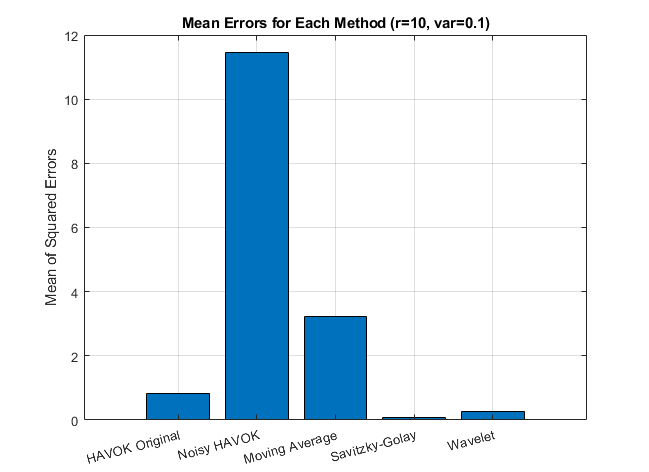 Mean Errors for Each Method (r=10, var=0.1)
12
10
8
6
4
2
0
Mean of Squared Errors
HAVOK Original
Noisy HAVOK
Moving Average
Savitzky-Golay
Wavelet